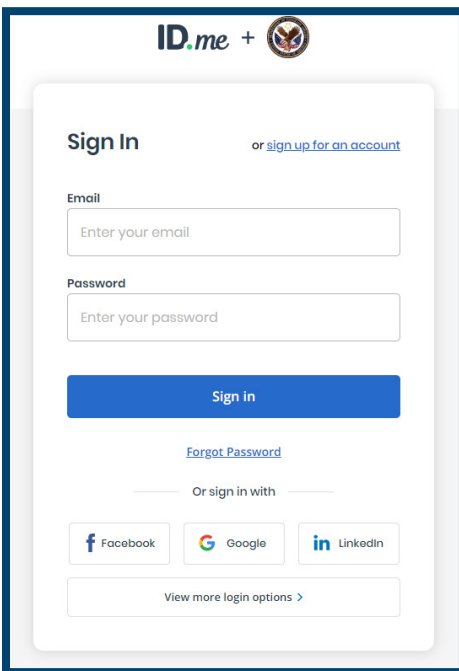 ID.me +
Sign In or sign up for an account
Email
Enter your email
Password
Enter your password
Sign in
Forgot Password
Or sign in with
Facebook Google LinkedIn
View more login options >